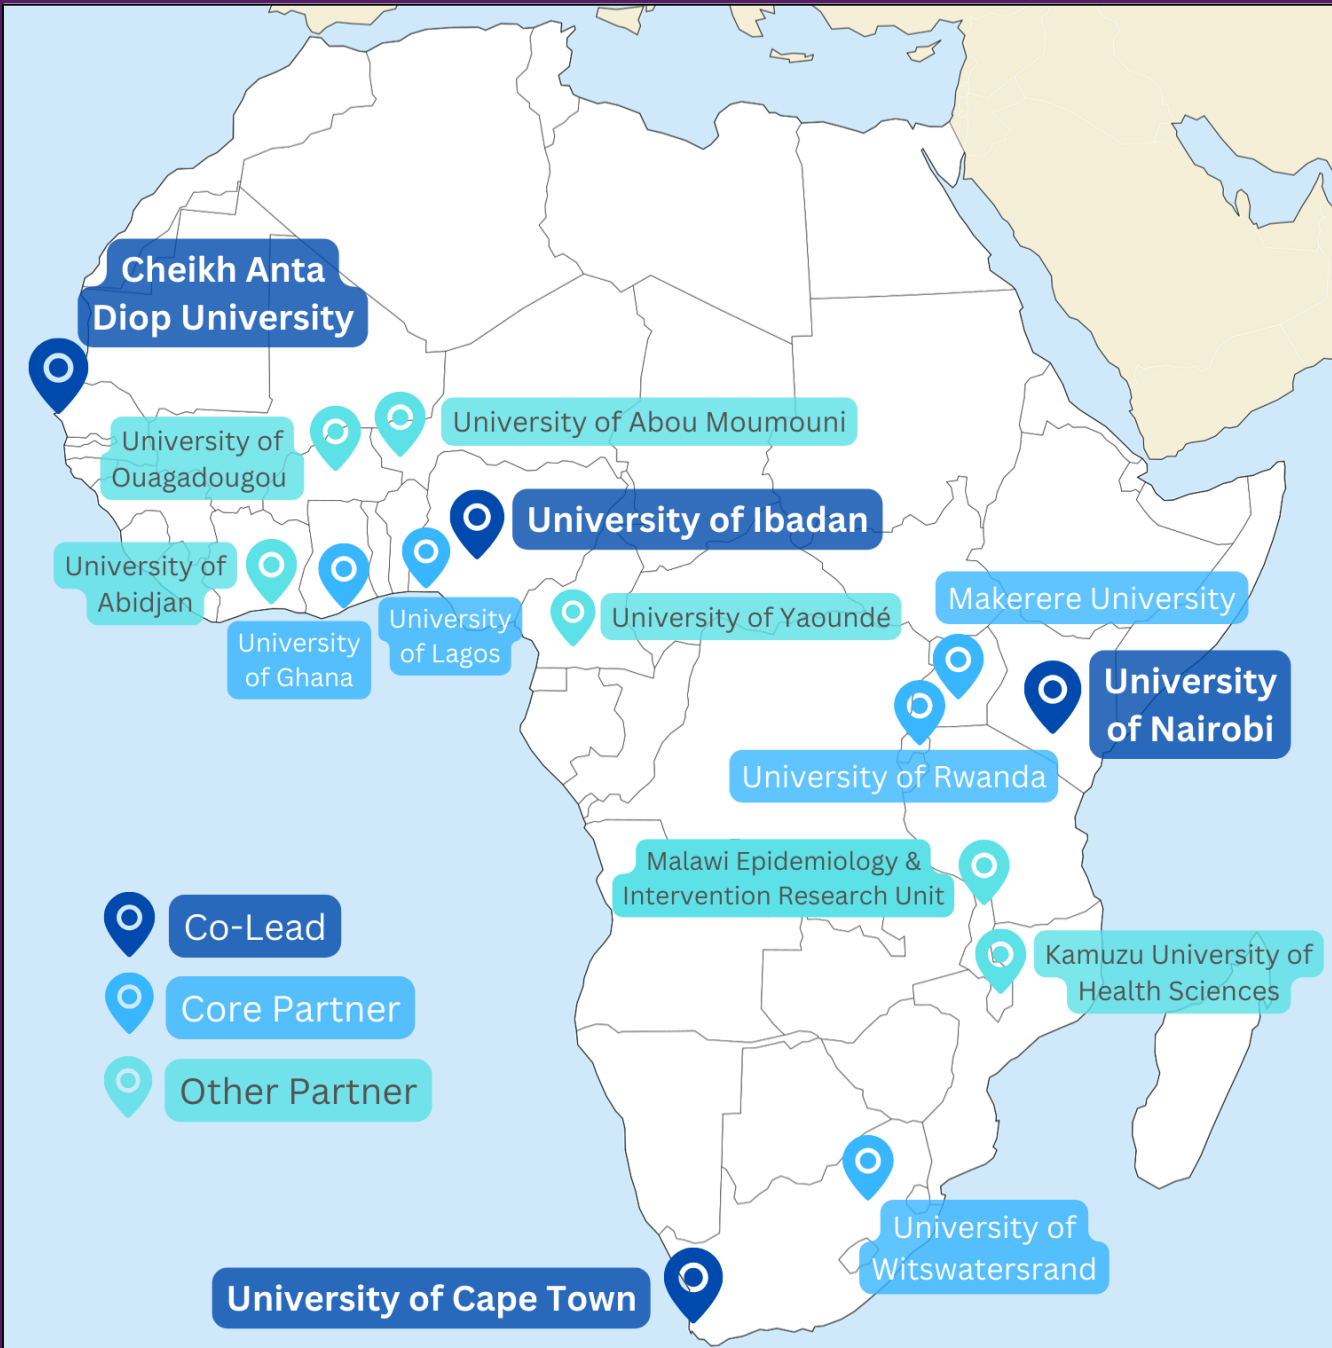 Cheikh Anta
Diop University
University of
Ouagadougou
University of Abou Moumouni
University of Ibadan
University of
Abidjan
University
of Ghana
University
of Lagos
University of Yaoundé
Makerere University
University
of Nairobi
University of Rwanda
Malawi Epidemiology &
Intervention Research Unit
Kamuzu University of
Health Sciences
Co-Lead
Core Partner
Other Partner
University of
Witswatersrand
University of Cape Town